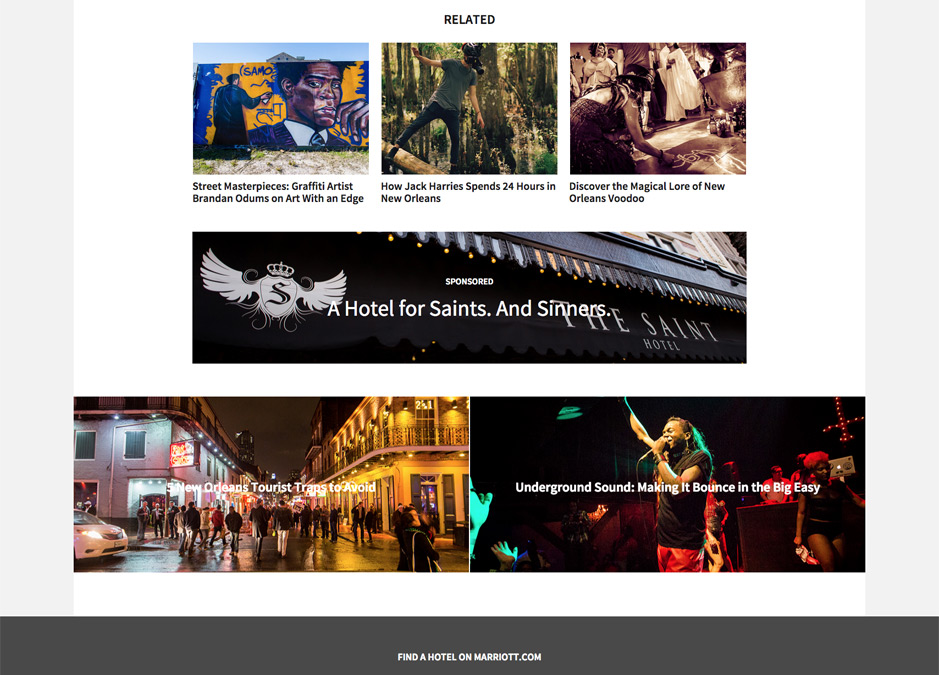 RELATED
(SAMO
Street Masterpieces: Graffiti Artist
Brandan Odums on Art With an Edge
How Jack Harries Spends 24 Hours in
New Orleans
Discover the Magical Lore of New
Orleans Voodoo
SPONSORED
A Hotel for Saints. And Sinners.
S
THE SAINT
HOTEL
5 New Orleans Tourist Traps to Avoid
Underground Sound: Making It Bounce in the Big Easy
FIND A HOTEL ON MARRIOTT.COM